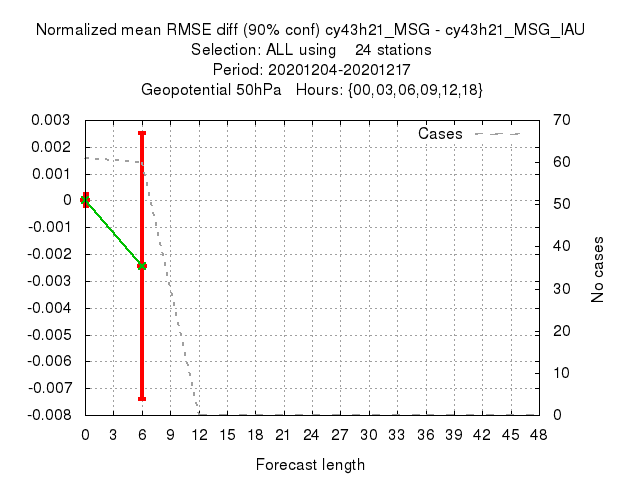 Normalized mean RMSE diff (90% conf) cy43h21_MSG - cy43h21_MSG_IAU
Selection: ALL using 24 stations
Period: 20201204-20201217
Geopotential 50hPa Hours: {00,03,06,09,12,18}
0.003
0.002
0.001
0
-0.001
-0.002
-0.003
-0.004
-0.005
-0.006
-0.007
-0.008
Cases
70
60
50
40
30
20
10
0
No cases
0 3 6 9 12 15 18 21 24 27 30 33 36 39 42 45 48
Forecast length